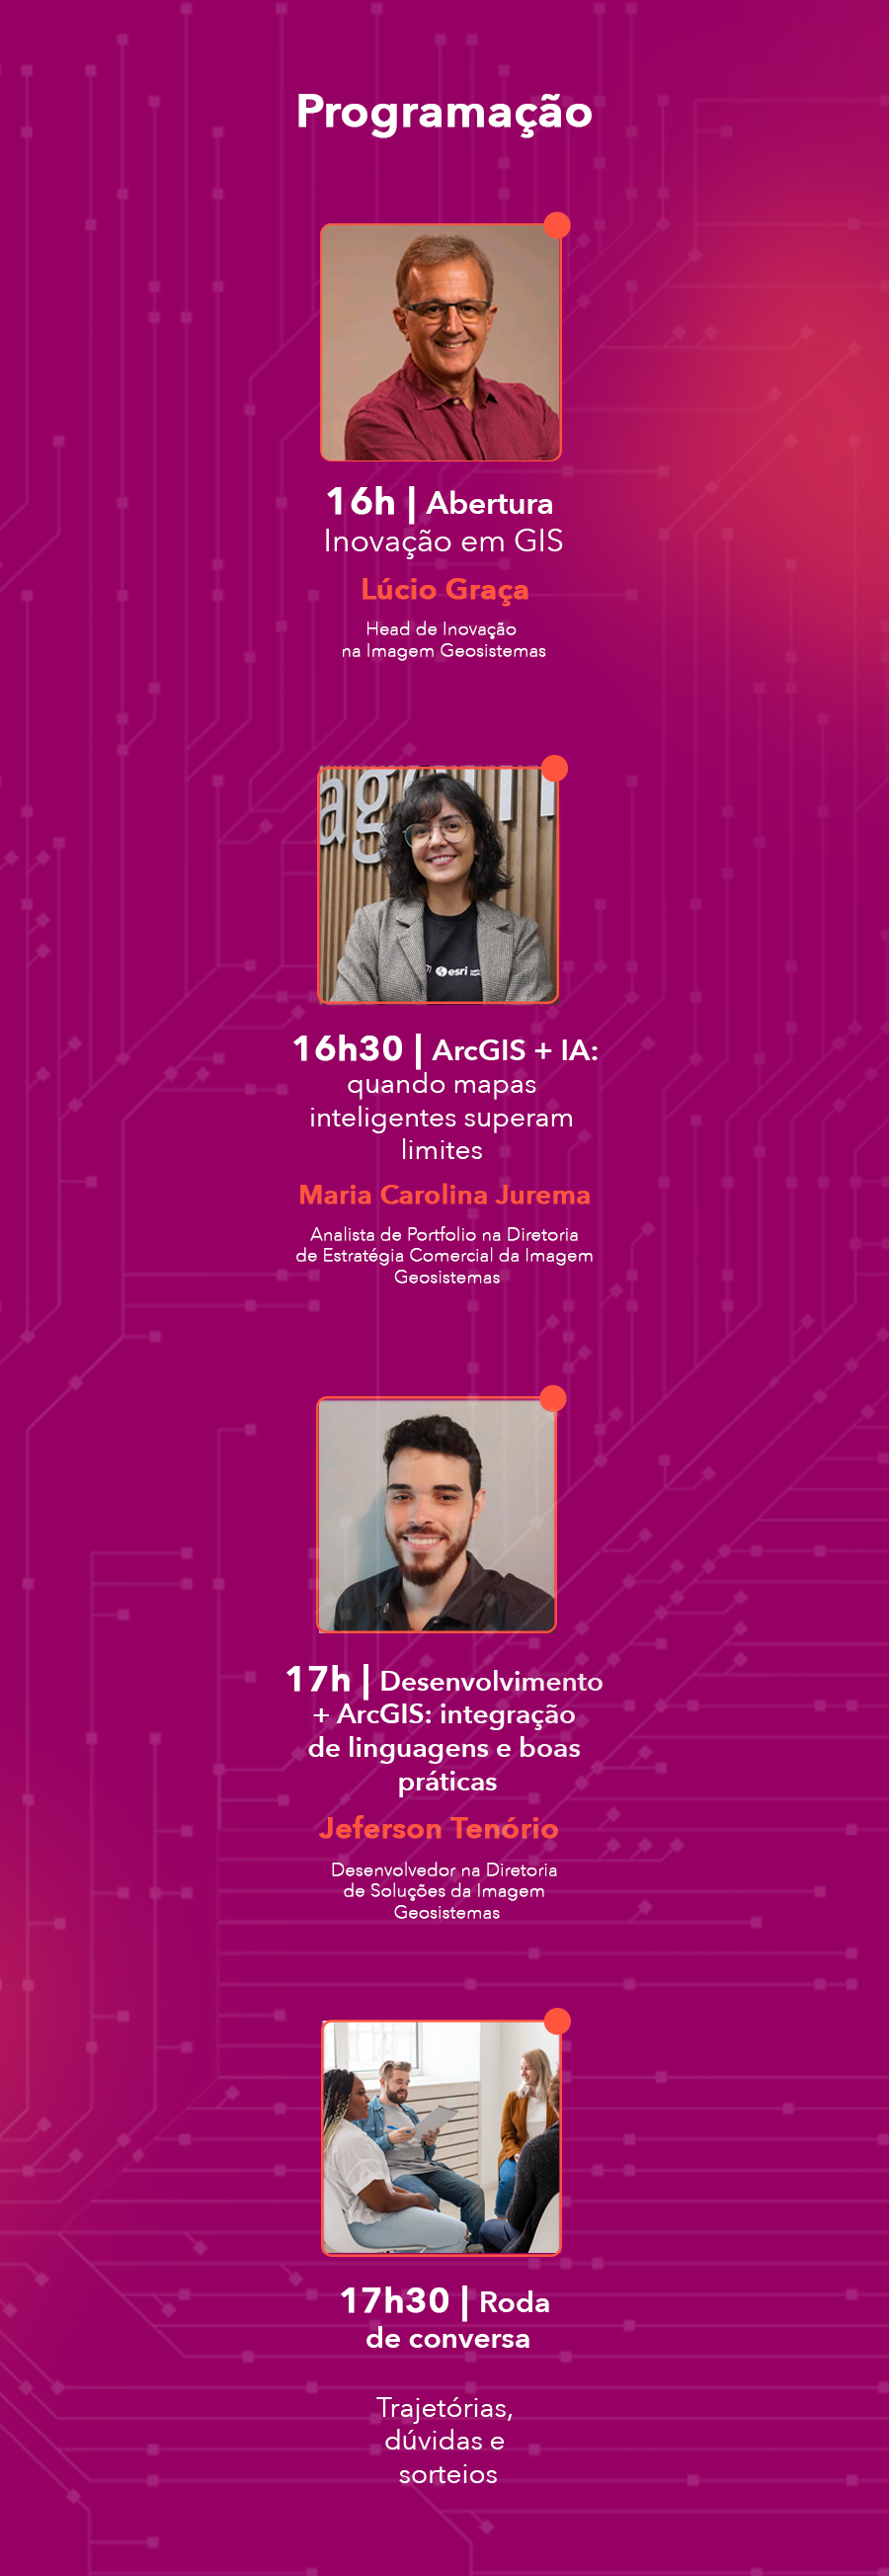 Programação
16h | Abertura
Inovação em GIS
Lúcio Graça
Head de Inovação
na Imagem Geosistemas
esri
16h30 | ArcGIS + IA:
quando mapas
inteligentes superam
limites
Maria Carolina Jurema
Analista de Portfolio na Diretoria
de Estratégia Comercial da Imagem
Geosistemas
17h | Desenvolvimento
+ ArcGIS: integração
de linguagens e boas
práticas
Jeferson Tenório
Desenvolvedor na Diretoria
de Soluções da Imagem
Geosistemas
17h30 | Roda
de conversa
Trajetórias,
dúvidas e
sorteios